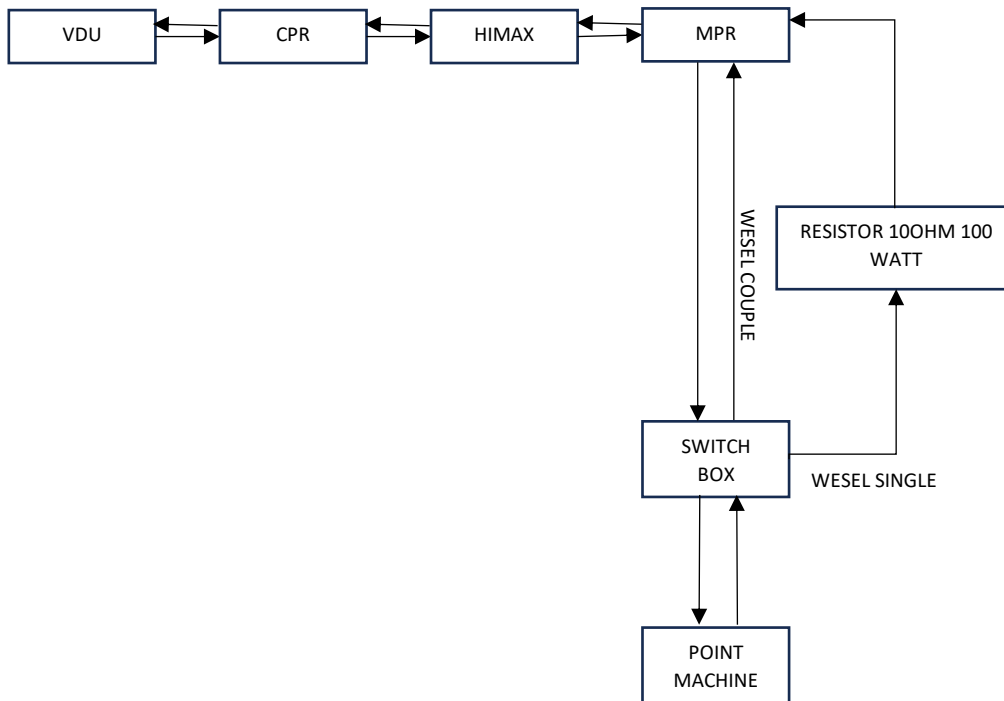 VDU
CPR
HIMAX
MPR
WESEL COUPLE
RESISTOR 10OHM 100
WATT
SWITCH
BOX
WESEL SINGLE
POINT
MACHINE